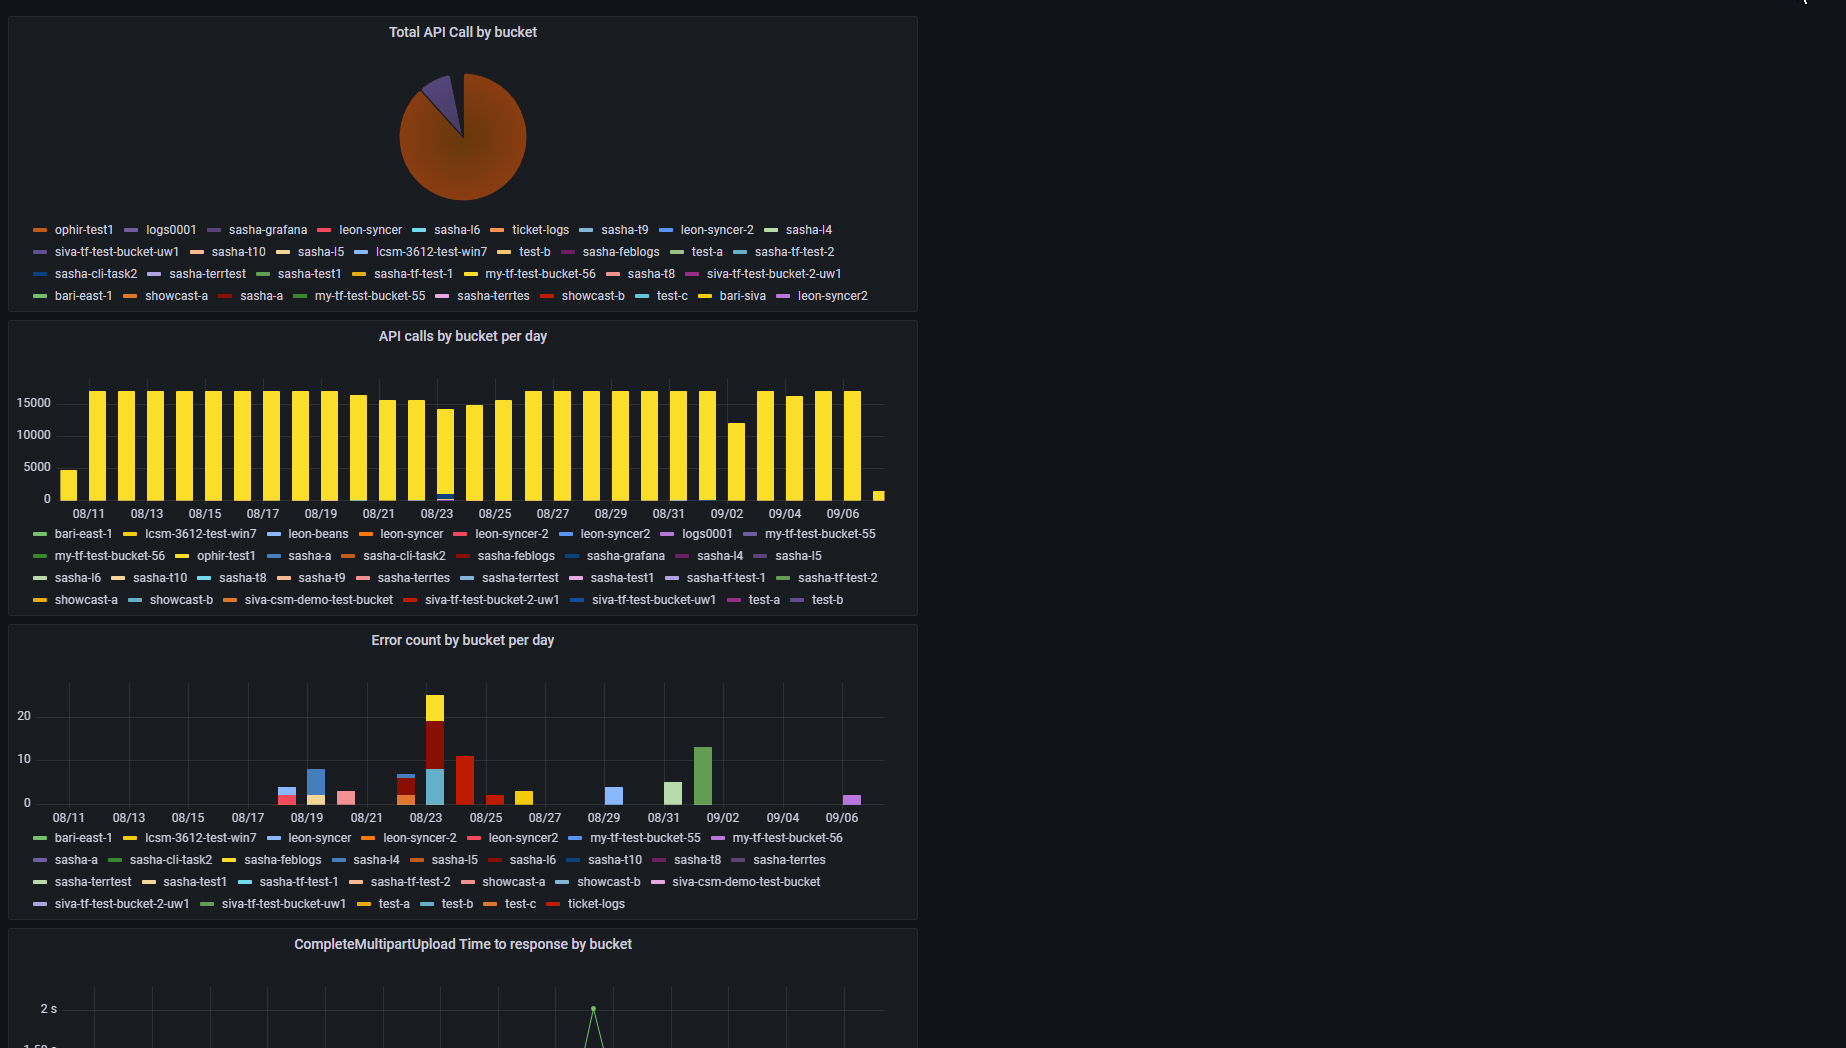 Total API Call by bucket
ophir-test1 logs0001 sasha-grafana leon-syncer sasha-l6 ticket-logs sasha-t9 leon-syncer-2 sasha-l4
siva-tf-test-bucket-uw1 sasha-t10 sasha-l5 lcsm-3612-test-win7 test-b sasha-feblogs test-a sasha-tf-test-2
sasha-cli-task2 sasha-terrtest sasha-test1 sasha-tf-test-1 my-tf-test-bucket-56 sasha-t8 siva-tf-test-bucket-2-uw1
bari-east-1 showcast-a sasha-a my-tf-test-bucket-55 sasha-terrtes showcast-b test-c bari-siva leon-syncer2
API calls by bucket per day
15000
10000
5000
0
08/11 08/13 08/15 08/17 08/19 08/21 08/23 08/25 08/27 08/29 08/31 09/02 09/04 09/06
bari-east-1 lcsm-3612-test-win7 leon-beans leon-syncer leon-syncer-2 leon-syncer2 logs0001 my-tf-test-bucket-55
my-tf-test-bucket-56 ophir-test1 sasha-a sasha-cli-task2 sasha-feblogs sasha-grafana sasha-l4 sasha-l5
sasha-l6 sasha-t10 sasha-t8 sasha-t9 sasha-terrtes sasha-terrtest sasha-test1 sasha-tf-test-1 sasha-tf-test-2
showcast-a showcast-b siva-csm-demo-test-bucket siva-tf-test-bucket-2-uw1 siva-tf-test-bucket-uw1 test-a test-b
Error count by bucket per day
20
10
0
08/11 08/13 08/15 08/17 08/19 08/21 08/23 08/25 08/27 08/29 08/31 09/02 09/04 09/06
bari-east-1 lcsm-3612-test-win7 leon-syncer leon-syncer-2 leon-syncer2 my-tf-test-bucket-55 my-tf-test-bucket-56
sasha-a sasha-cli-task2 sasha-feblogs sasha-l4 sasha-l5 sasha-l6 sasha-t10 sasha-t8 sasha-terrtes
sasha-terrtest sasha-test1 sasha-tf-test-1 sasha-tf-test-2 showcast-a showcast-b siva-csm-demo-test-bucket
siva-tf-test-bucket-2-uw1 siva-tf-test-bucket-uw1 test-a test-b test-c ticket-logs
CompleteMultipartUpload Time to response by bucket
2 s